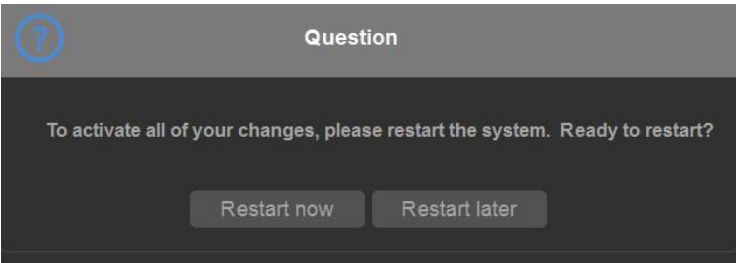 ?
Question
To activate all of your changes, please restart the system.  Ready to restart?
Restart now
Restart later